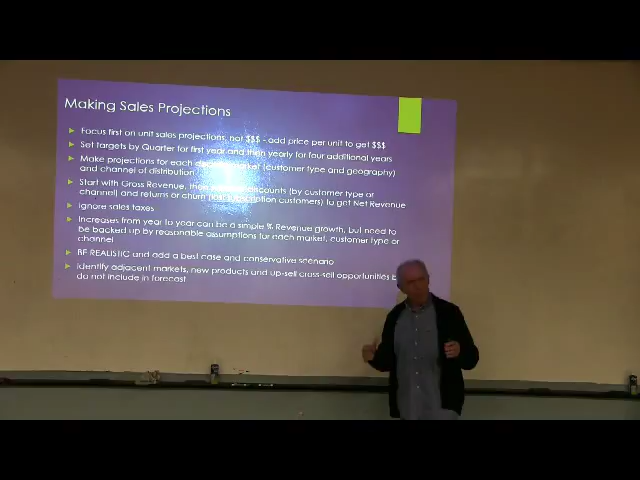 Making Sales Projections
Focus first on unit sales projections, not $$$ - add price per unit to get $$$
Set targets by Quarter for first year and then yearly for four additional years
Make projections for each market (customer type and geography)
and channel of distribution
Start with Gross Revenue, then discounts (by customer type or
channel) and returns or churn (lost subscription customers) to get Net Revenue
Ignore sales taxes
Increases from year to year can be a simple % Revenue growth, but need to
be backed up by reasonable assumptions for each market, customer type or
channel
BE REALISTIC and add a best case and conservative scenario
Identify adjacent markets, new products and up-sell cross-sell opportunities
do not include in forecast